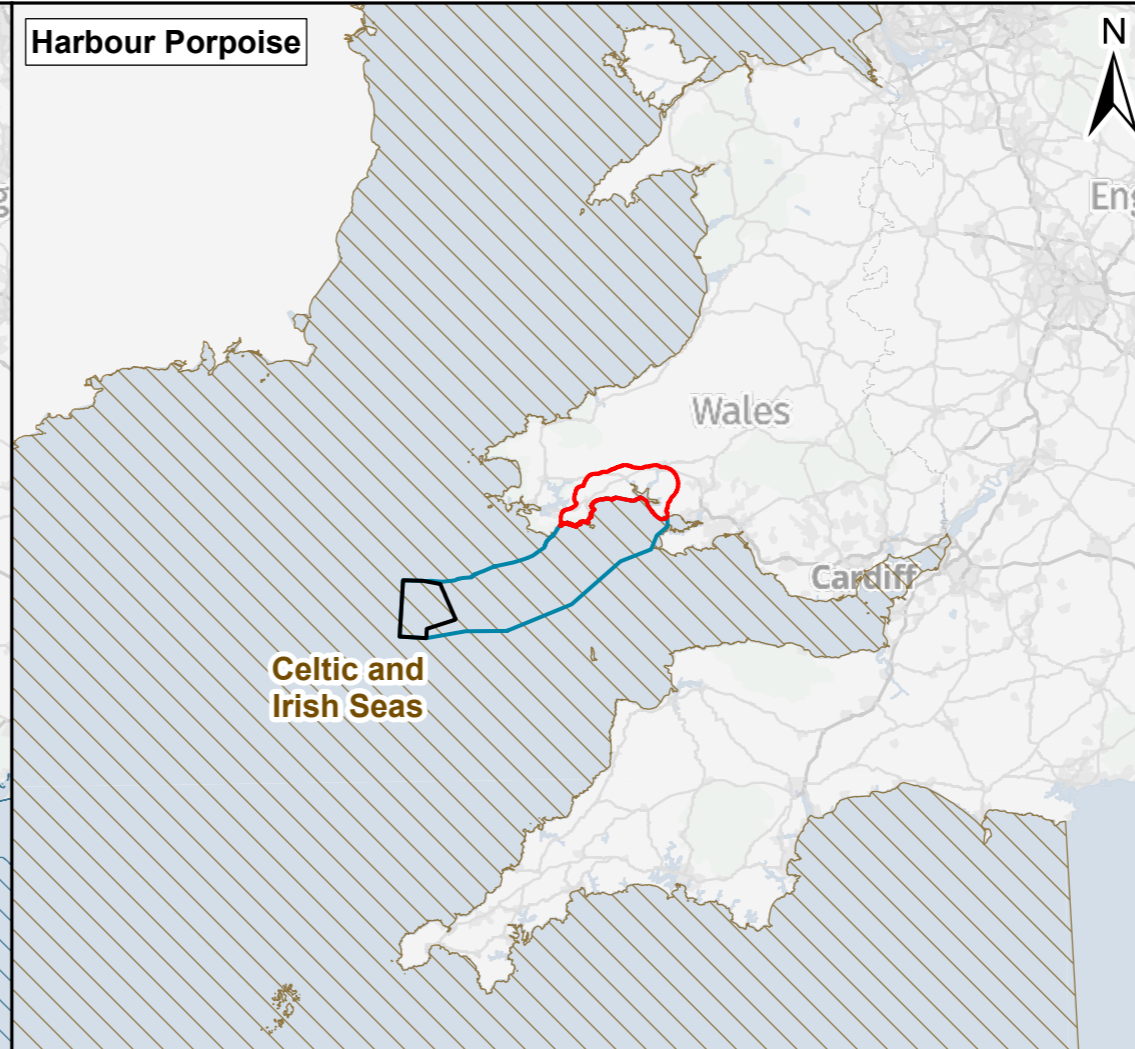 Harbour Porpoise
N
Eng
Wales
Cardiff
Celtic and
Irish Seas